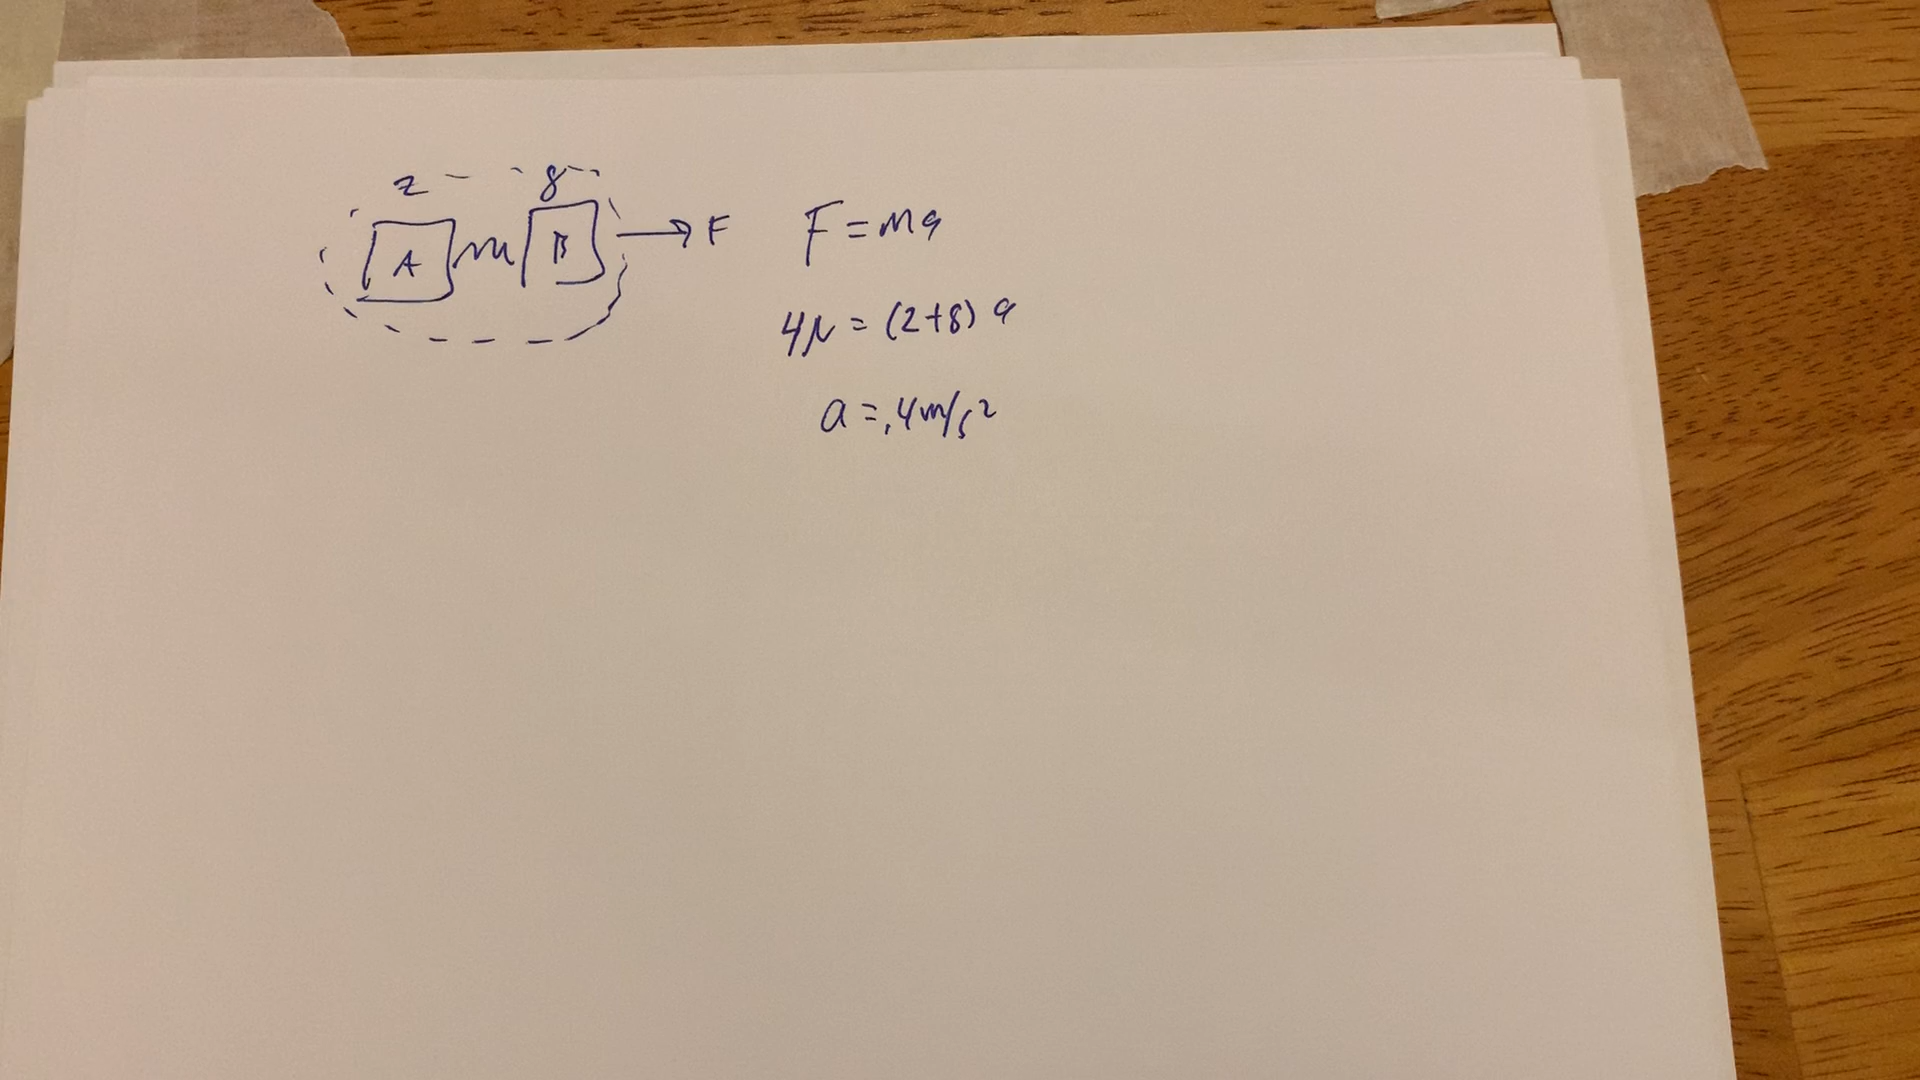 2 8
A B F
F = ma
4N = (2+8) a
a = .4m/s²